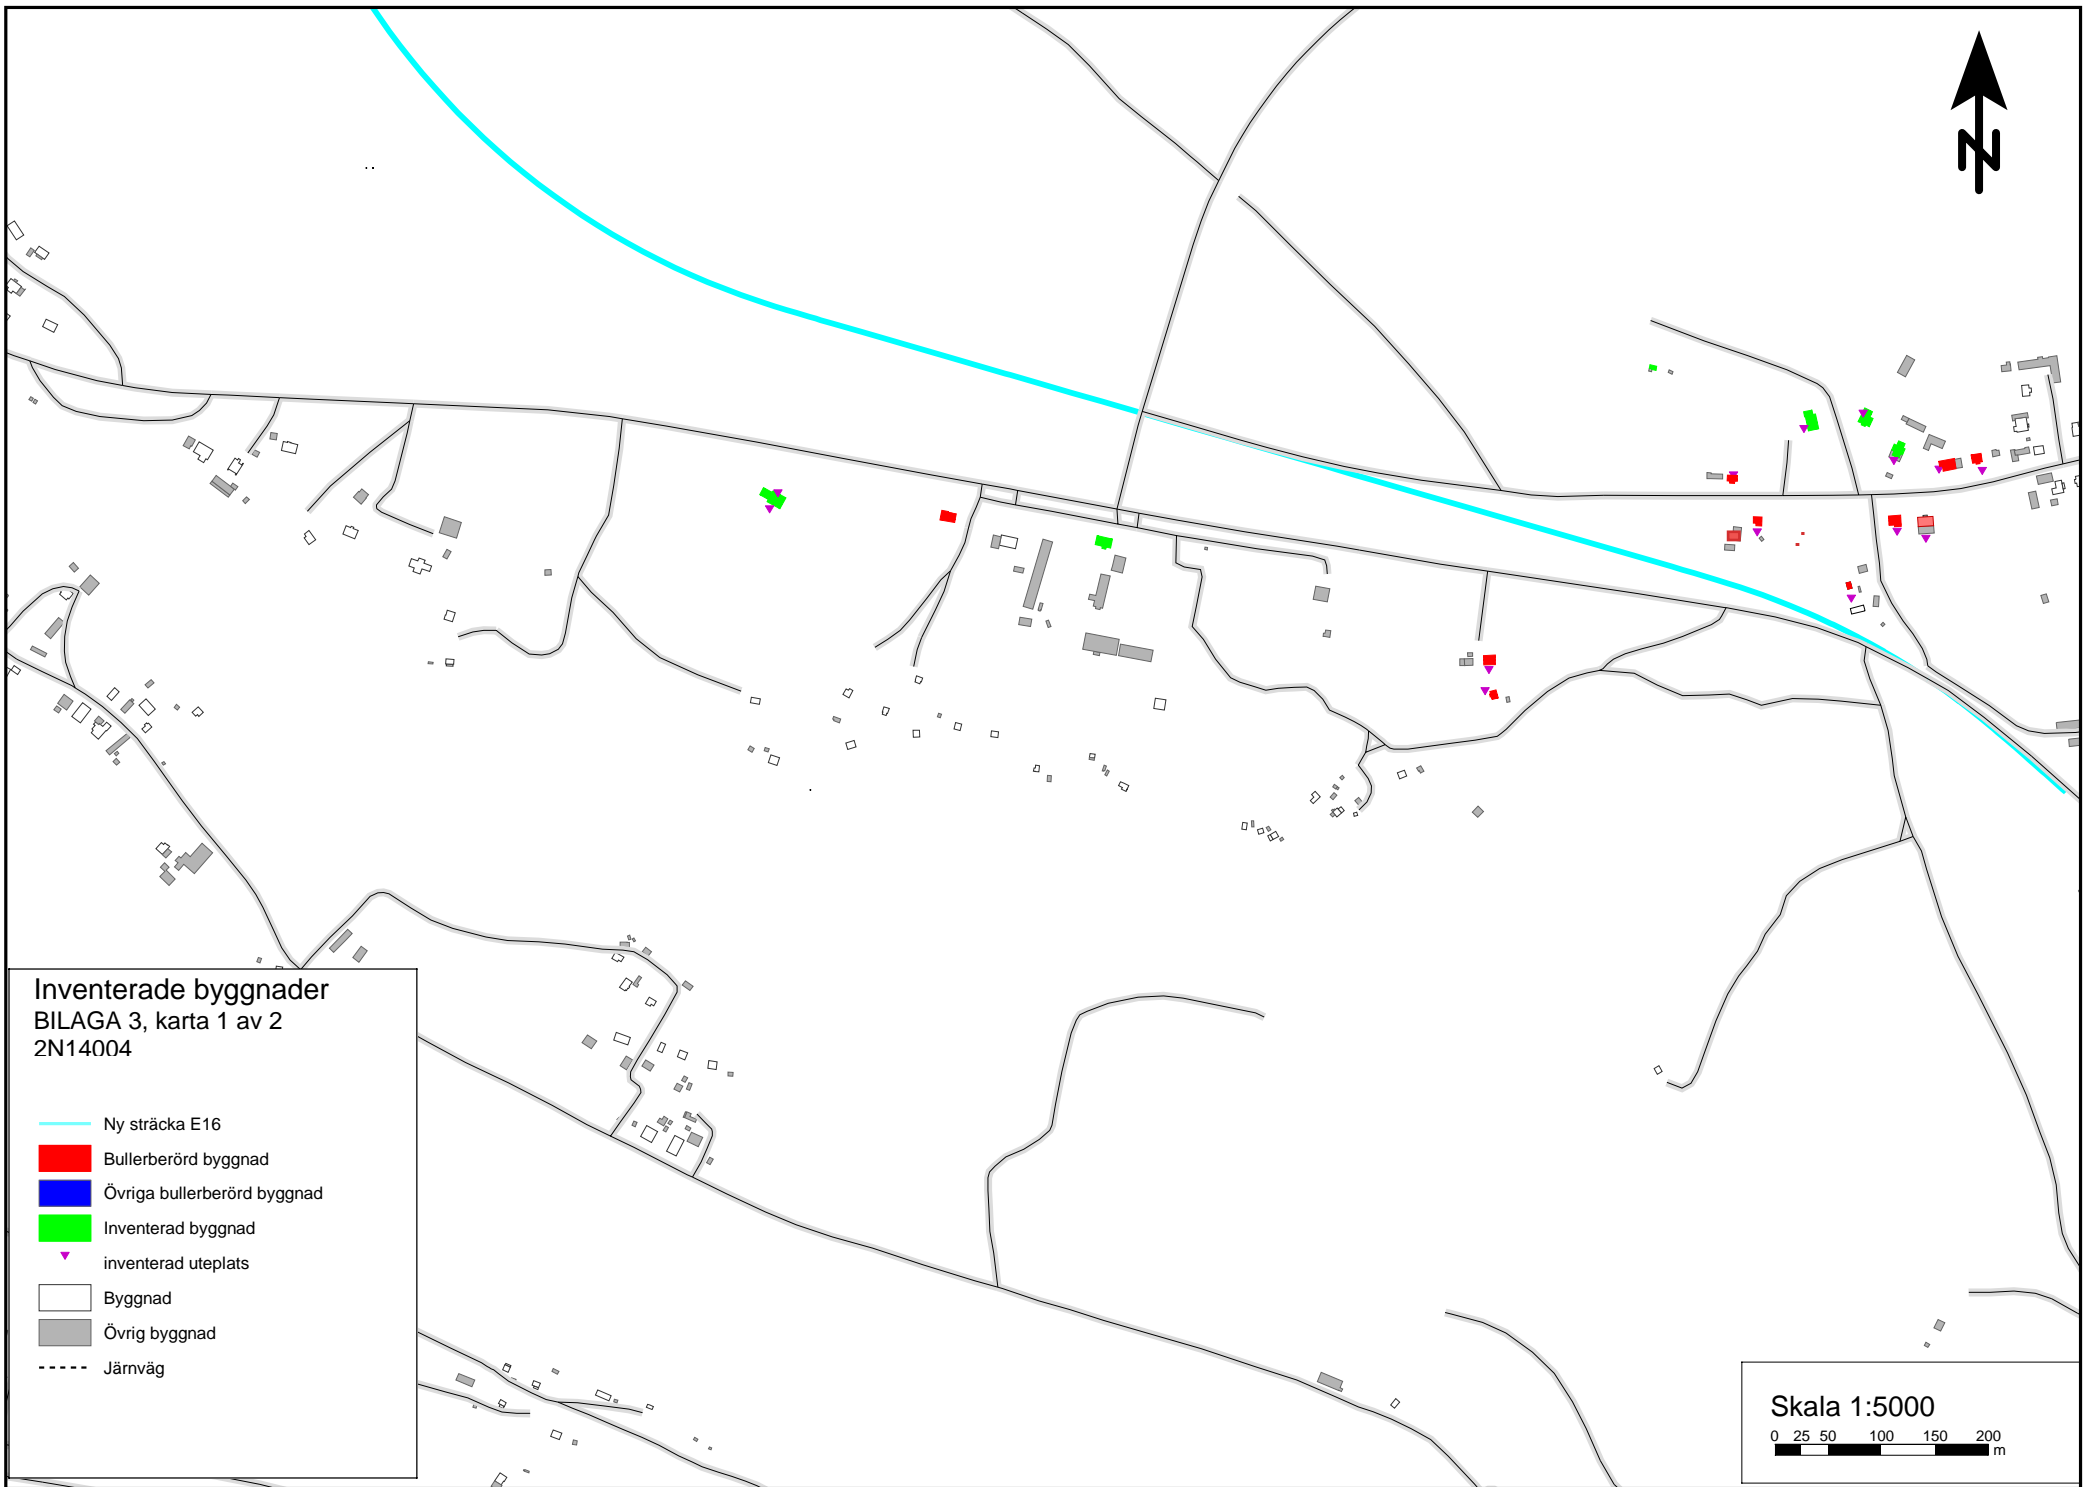 N
Inventerade byggnader
BILAGA 3, karta 1 av 2
2N14004
Ny sträcka E16
Bullerberörd byggnad
Övriga bullerberörd byggnad
Inventerad byggnad
inventerad uteplats
Byggnad
Övrig byggnad
Järnväg
Skala 1:5000
0 25 50 100 150 200
m